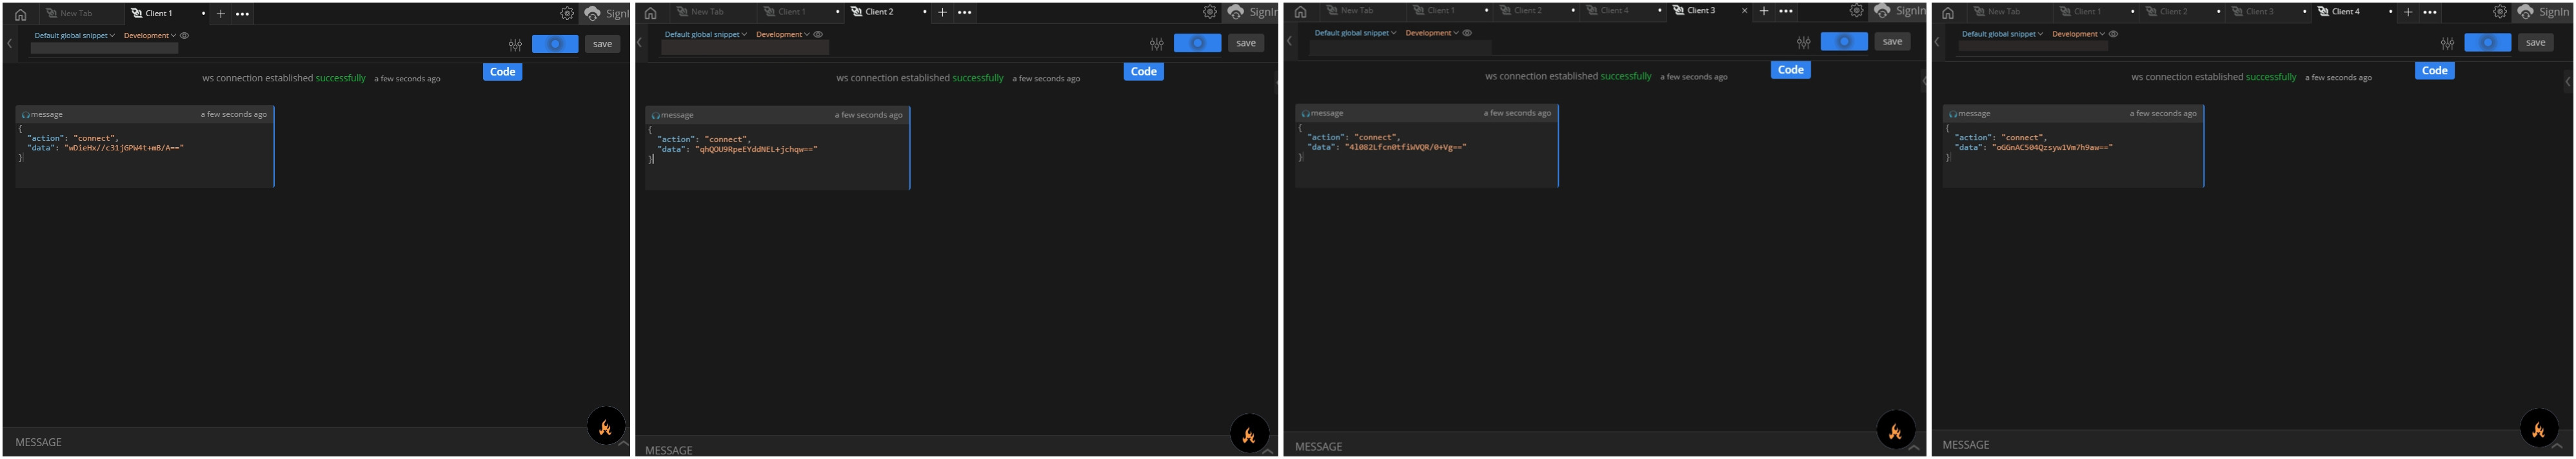 New Tab
Client 1
SignI
Default global snippet
Development
save
ws connection established successfully a few seconds ago
Code
message a few seconds ago
{
"action": "connect",
"data": "wDieHx//c31jGPW4t+mB/A=="
}
MESSAGE
New Tab
Client 1
Client 2
SignIn
Default global snippet
Development
save
ws connection established successfully a few seconds ago
Code
message a few seconds ago
{
"action": "connect",
"data": "qhQOU9RpeEYddNEL+jchqw=="
}
MESSAGE
New Tab
Client 1
Client 2
Client 4
Client 3
SignIn
Default global snippet
Development
save
ws connection established successfully a few seconds ago
Code
message a few seconds ago
{
"action": "connect",
"data": "4l082Lfcn0tfiWVQR/0+Vg=="
}
MESSAGE
New Tab
Client 1
Client 2
Client 3
Client 4
SignIn
Default global snippet
Development
save
ws connection established successfully a few seconds ago
Code
message a few seconds ago
{
"action": "connect",
"data": "oGGnAC504Qzsyw1Vm7h9aw=="
}
MESSAGE